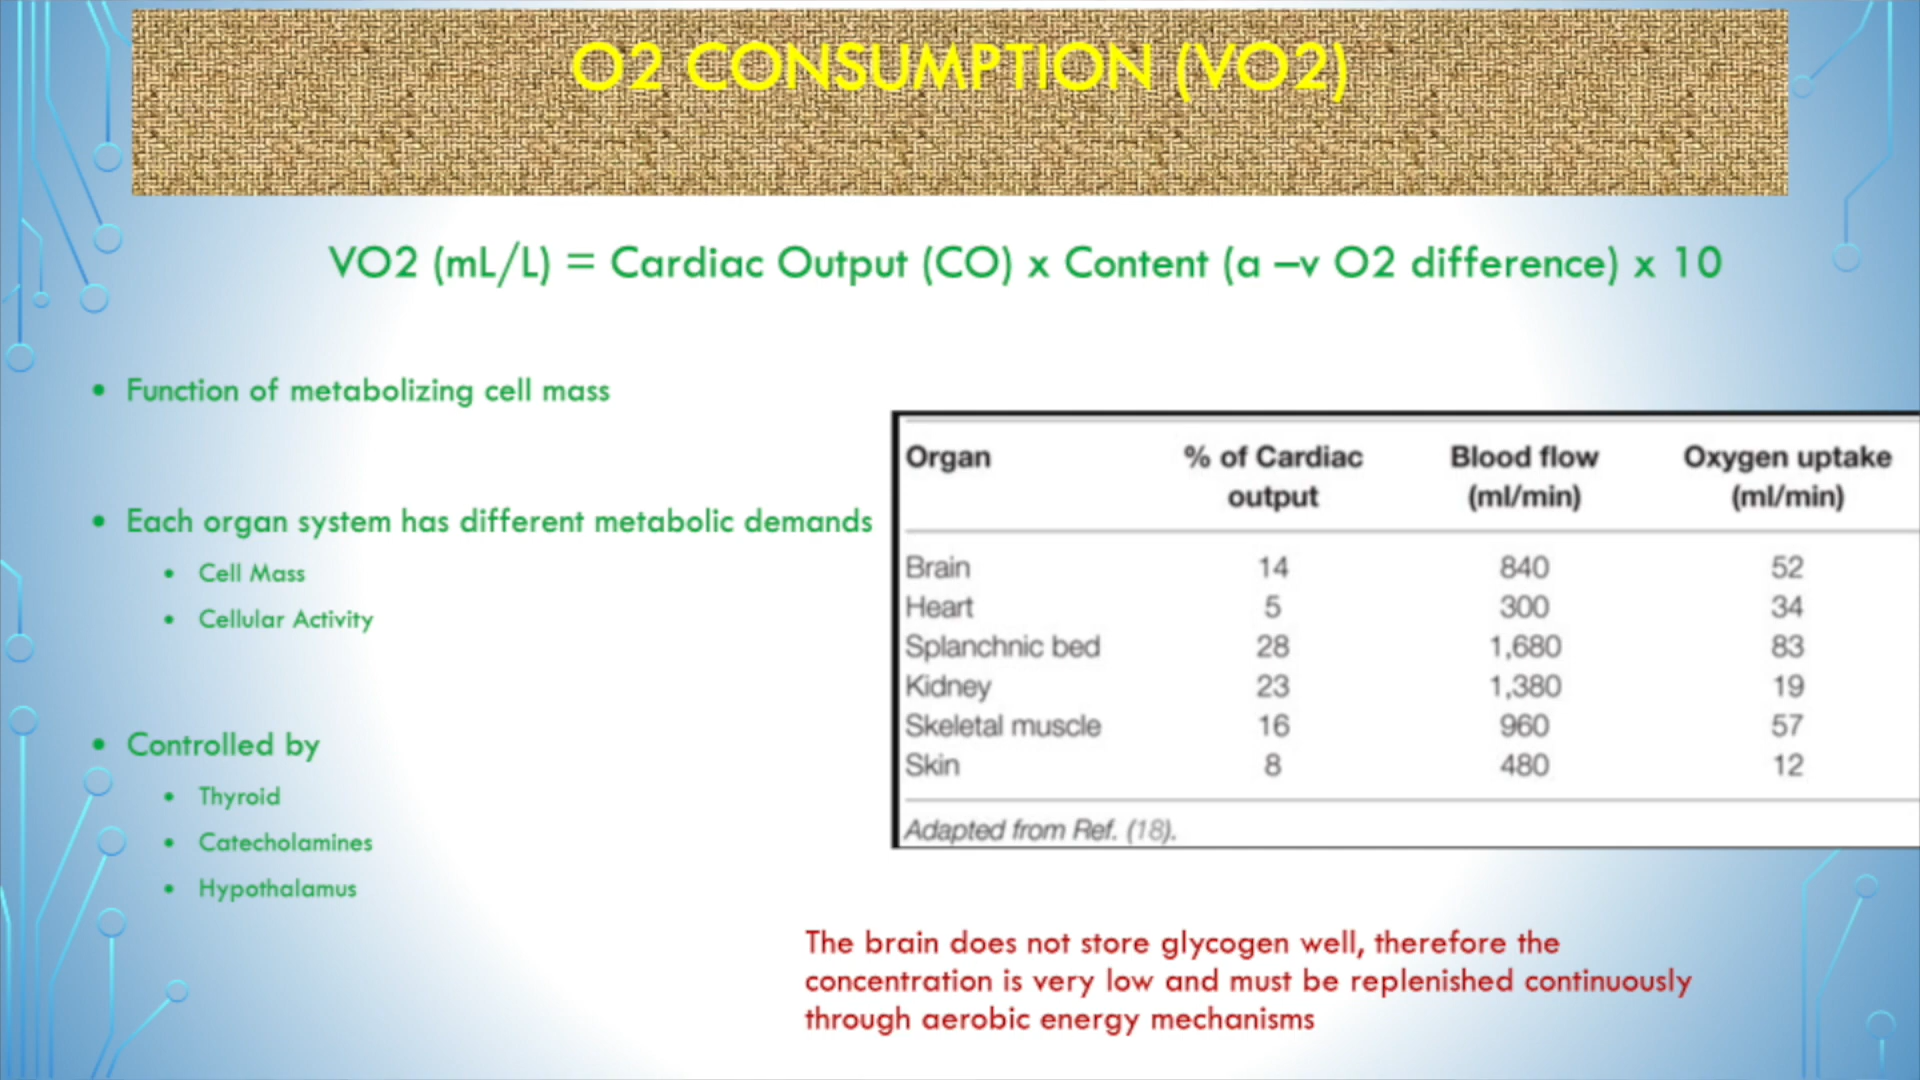 O2 CONSUMPTION (VO2)
VO2 (mL/L) = Cardiac Output (CO) x Content (a –v O2 difference) x 10
• Function of metabolizing cell mass
• Each organ system has different metabolic demands
• Cell Mass
• Cellular Activity
• Controlled by
• Thyroid
• Catecholamines
• Hypothalamus
Organ % of Cardiac output Blood flow (ml/min) Oxygen uptake (ml/min)
Brain 14 840 52
Heart 5 300 34
Splanchnic bed 28 1,680 83
Kidney 23 1,380 19
Skeletal muscle 16 960 57
Skin 8 480 12
Adapted from Ref. (18).
The brain does not store glycogen well, therefore the
concentration is very low and must be replenished continuously
through aerobic energy mechanisms